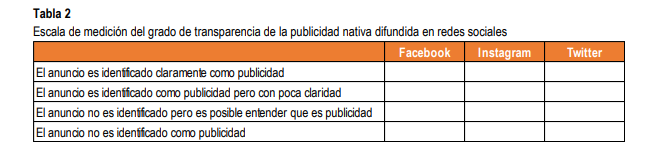 Tabla 2
Escala de medición del grado de transparencia de la publicidad nativa difundida en redes sociales
Facebook Instagram Twitter
El anuncio es identificado claramente como publicidad
El anuncio es identificado como publicidad pero con poca claridad
El anuncio no es identificado pero es posible entender que es publicidad
El anuncio no es identificado como publicidad